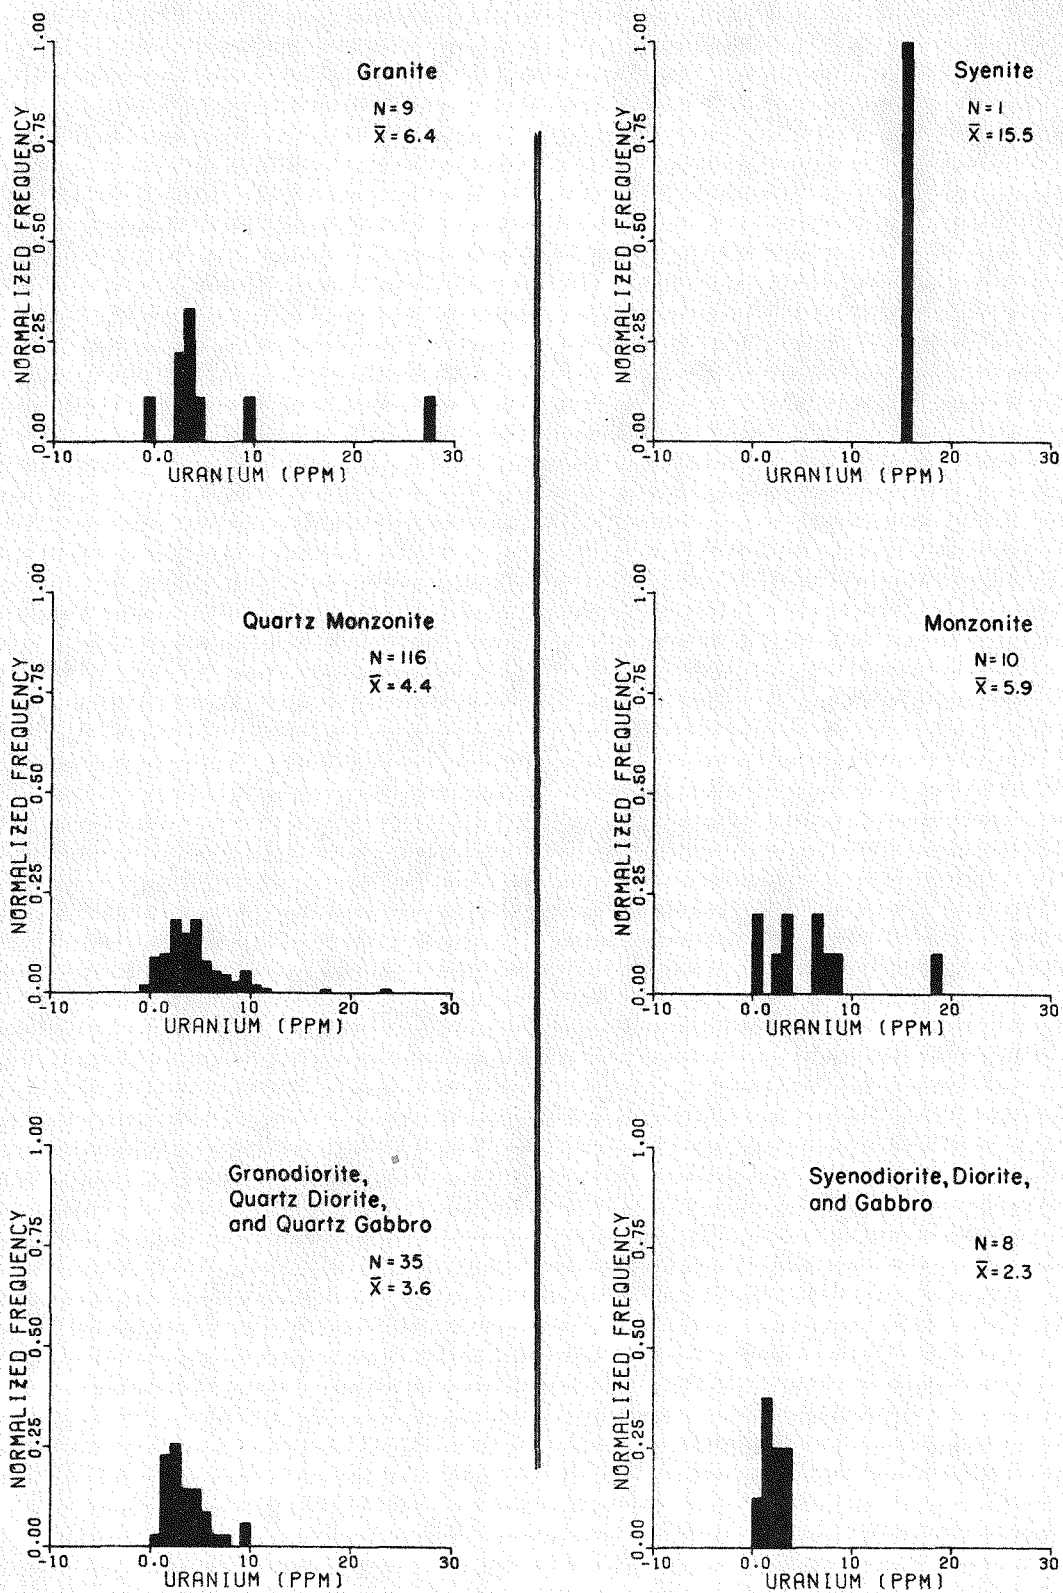 Granite
N=9
X̄=6.4
NORMALIZED FREQUENCY
1.00
0.75
0.50
0.25
0.00
-10 0.0 10 20 30
URANIUM (PPM)
Syenite
N=1
X̄=15.5
NORMALIZED FREQUENCY
1.00
0.75
0.50
0.25
0.00
-10 0.0 10 20 30
URANIUM (PPM)
Quartz Monzonite
N=116
X̄=4.4
NORMALIZED FREQUENCY
1.00
0.75
0.50
0.25
0.00
-10 0.0 10 20 30
URANIUM (PPM)
Monzonite
N=10
X̄=5.9
NORMALIZED FREQUENCY
1.00
0.75
0.50
0.25
0.00
-10 0.0 10 20 30
URANIUM (PPM)
Granodiorite,
Quartz Diorite,
and Quartz Gabbro
N=35
X̄=3.6
NORMALIZED FREQUENCY
1.00
0.75
0.50
0.25
0.00
-10 0.0 10 20 30
URANIUM (PPM)
Syenodiorite, Diorite,
and Gabbro
N=8
X̄=2.3
NORMALIZED FREQUENCY
1.00
0.75
0.50
0.25
0.00
-10 0.0 10 20 30
URANIUM (PPM)